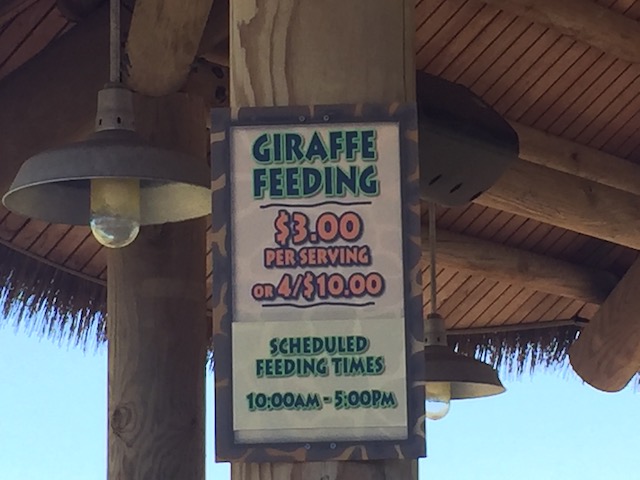 GIRAFFE
FEEDING
$3.00
PER SERVING
OR 4/$10.00
SCHEDULED
FEEDING TIMES
10:00AM - 5:00PM